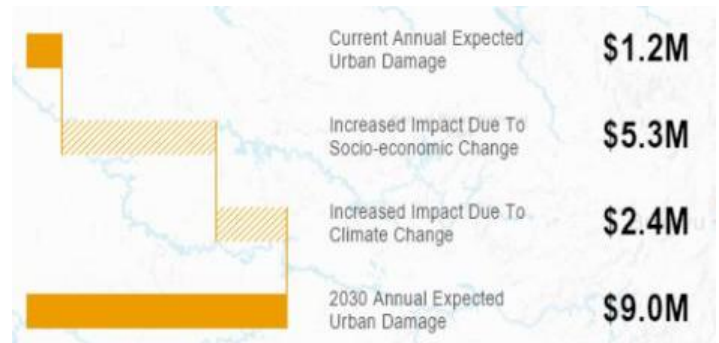 Current Annual Expected
Urban Damage
$1.2M
Increased Impact Due To
Socio-economic Change
$5.3M
Increased Impact Due To
Climate Change
$2.4M
2030 Annual Expected
Urban Damage
$9.0M